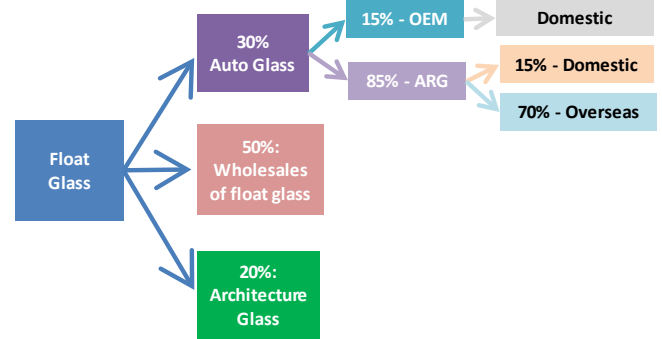 30%
Auto Glass
15% - OEM
Domestic
85% - ARG
15% - Domestic
70% - Overseas
Float
Glass
50%:
Wholesales
of float glass
20%:
Architecture
Glass